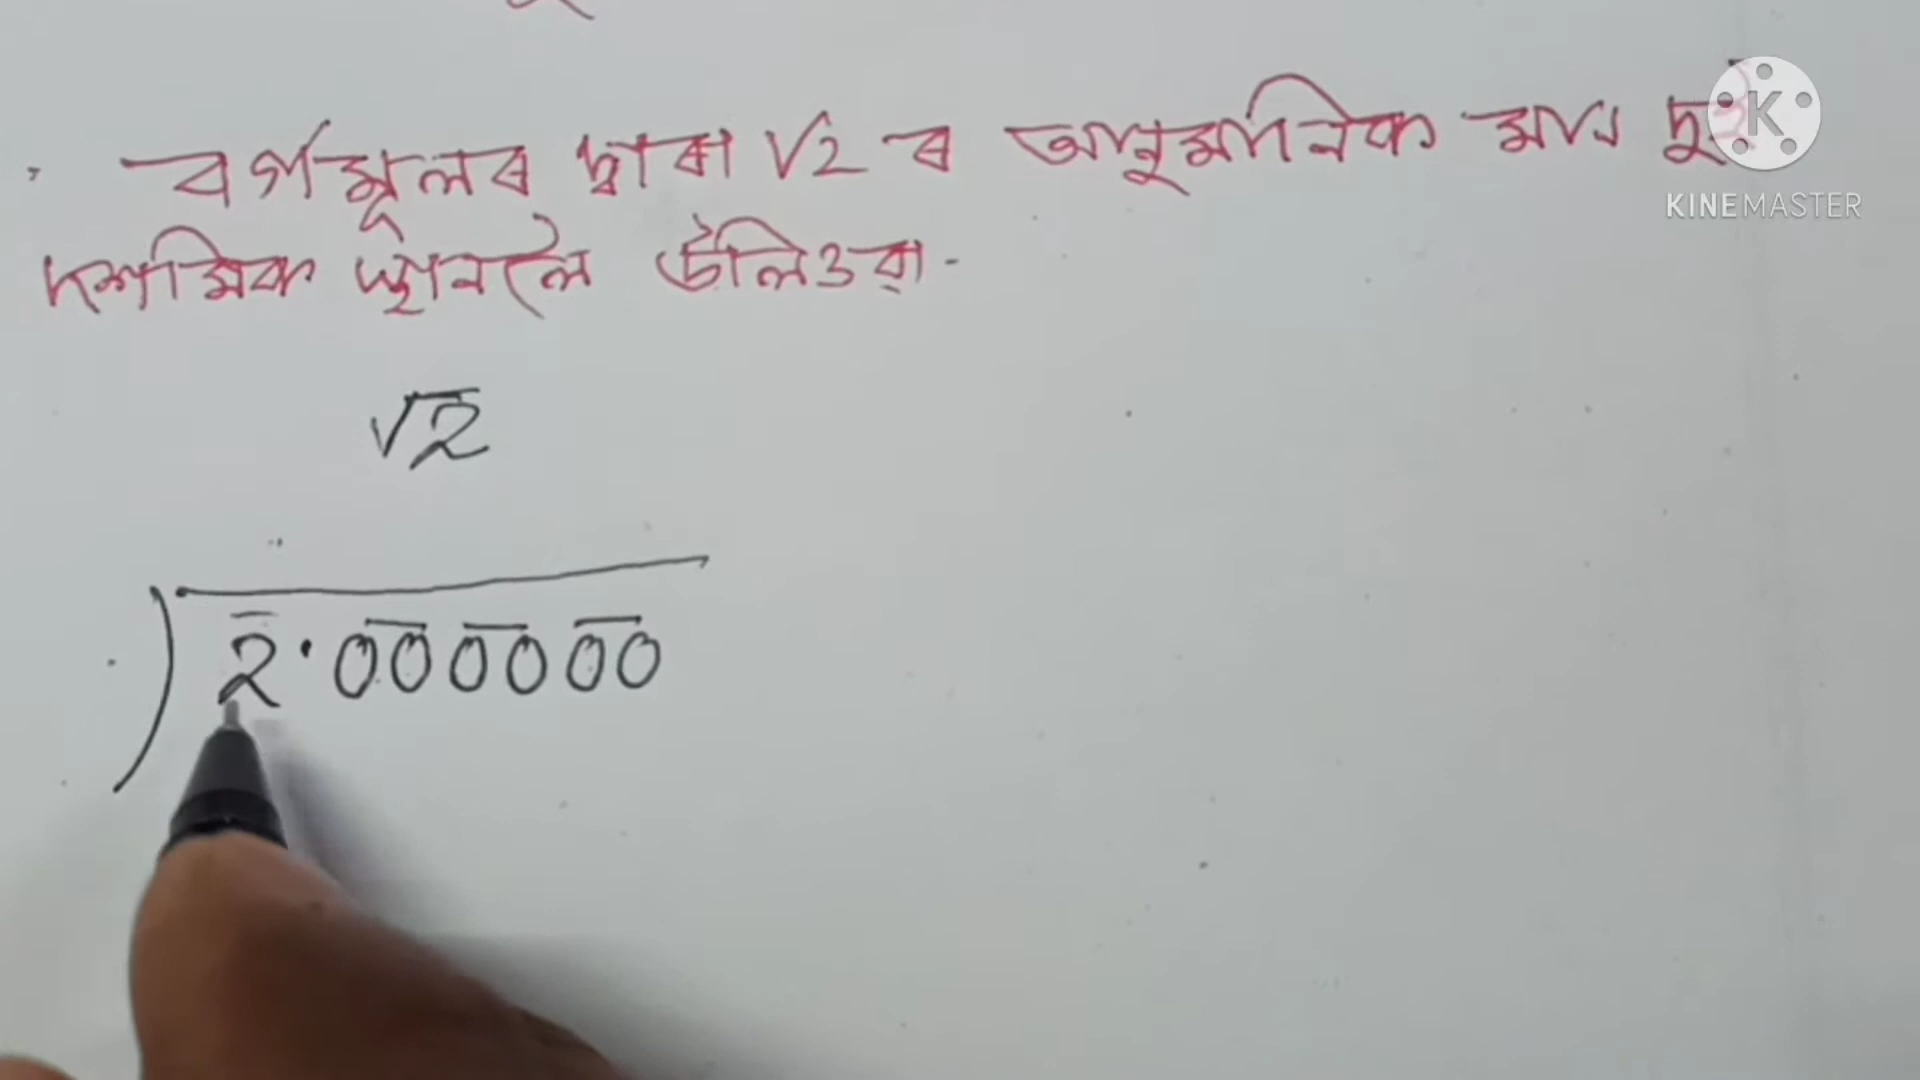 বৰ্গমূলৰ দ্বাৰা √2 ৰ আনুমানিক মান দুই
দশমিক স্থানলৈ উলিওৱা.
√2
2.000000
KINEMASTER